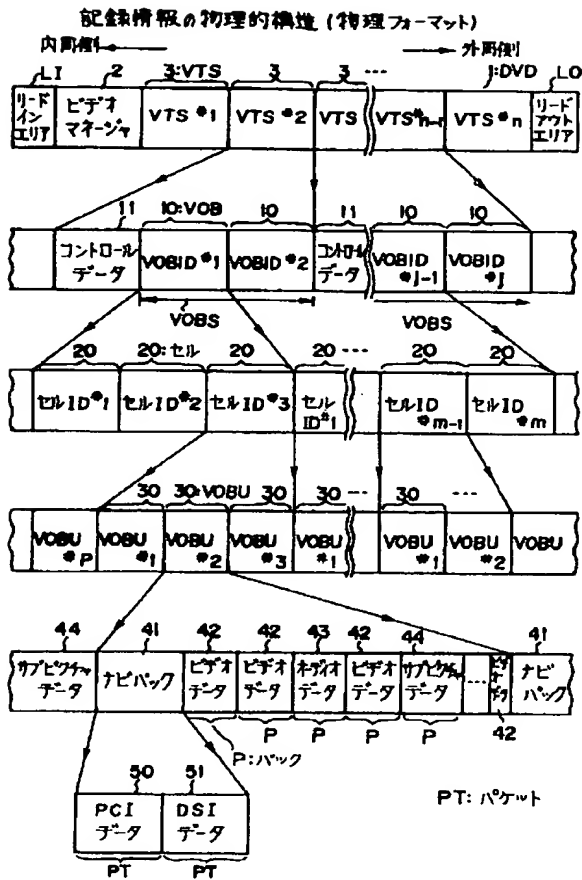 記録情報の物理的構造 (物理フォーマット)
内周側
外周側
LI 2 3:VTS 3 3 --- 1:DVD LO
リードインエリア ビデオマネージャ VTS#1 VTS#2 VTS VTS#n-1 VTS#n リードアウトエリア
11 10:VOB 10 11 10 10
コントロールデータ VOBID#1 VOBID#2 コントロールデータ VOBID#J-1 VOBID#J
VOBS VOBS
20 20:セル 20 20 --- 20 20
セルID#1 セルID#2 セルID#3 セルID#1 セルID#m-1 セルID#m
30 30:VOBU 30 30 --- 30 ---
VOBU#P VOBU#1 VOBU#2 VOBU#3 VOBU#1 VOBU#1 VOBU#2 VOBU
44 41 42 42 43 42 44 41
サブピクチャデータ ナビパック ビデオデータ ビデオデータ オーディオデータ ビデオデータ サブピクチャデータ ---- ビデオデータ ナビパック
P P P P 42
P:パック
50 51
PCIデータ DSIデータ
PT PT
PT: パケット